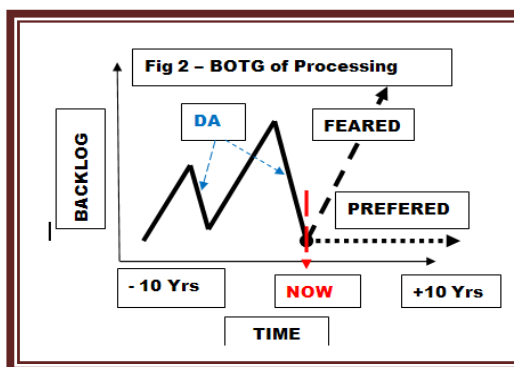 Fig 2 – BOTG of Processing
DA
FEARED
BACKLOG
PREFERED
- 10 Yrs
NOW
+10 Yrs
TIME